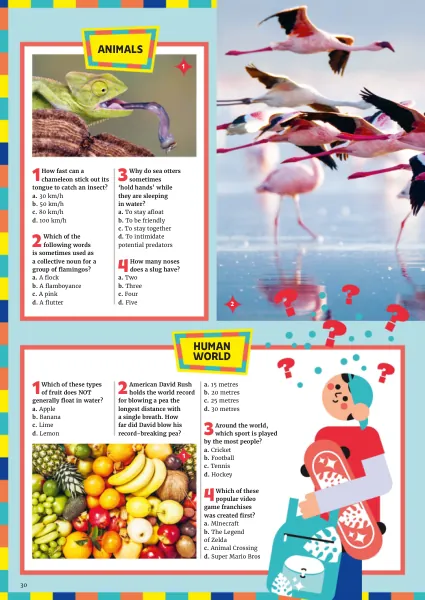 ANIMALS
1
1 How fast can a
chameleon stick out its
tongue to catch an insect?
a. 30 km/h
b. 50 km/h
c. 80 km/h
d. 100 km/h
2 Which of the
following words
is sometimes used as
a collective noun for a
group of flamingos?
a. A flock
b. A flamboyance
c. A pink
d. A flutter
3 Why do sea otters
sometimes
'hold hands' while
they are sleeping
in water?
a. To stay afloat
b. To be friendly
c. To stay together
d. To intimidate
potential predators
4 How many noses
does a slug have?
a. Two
b. Three
c. Four
d. Five
2
HUMAN
WORLD
1 Which of these types
of fruit does NOT
generally float in water?
a. Apple
b. Banana
c. Lime
d. Lemon
2 American David Rush
holds the world record
for blowing a pea the
longest distance with
a single breath. How
far did David blow his
record-breaking pea?
a. 15 metres
b. 20 metres
c. 25 metres
d. 30 metres
3 Around the world,
which sport is played
by the most people?
a. Cricket
b. Football
c. Tennis
d. Hockey
4 Which of these
popular video
game franchises
was created first?
a. Minecraft
b. The Legend
of Zelda
c. Animal Crossing
d. Super Mario Bros
? ? ? ? ? ?
30